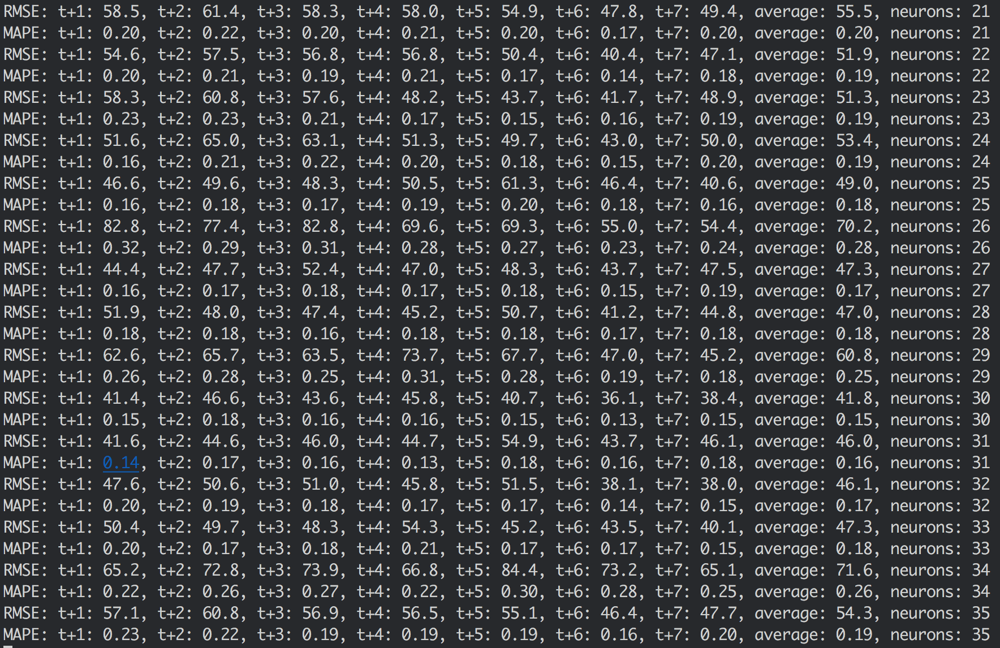 RMSE: t+1: 58.5, t+2: 61.4, t+3: 58.3, t+4: 58.0, t+5: 54.9, t+6: 47.8, t+7: 49.4, average: 55.5, neurons: 21
MAPE: t+1: 0.20, t+2: 0.22, t+3: 0.20, t+4: 0.21, t+5: 0.20, t+6: 0.17, t+7: 0.20, average: 0.20, neurons: 21
RMSE: t+1: 54.6, t+2: 57.5, t+3: 56.8, t+4: 56.8, t+5: 50.4, t+6: 40.4, t+7: 47.1, average: 51.9, neurons: 22
MAPE: t+1: 0.20, t+2: 0.21, t+3: 0.19, t+4: 0.21, t+5: 0.17, t+6: 0.14, t+7: 0.18, average: 0.19, neurons: 22
RMSE: t+1: 58.3, t+2: 60.8, t+3: 57.6, t+4: 48.2, t+5: 43.7, t+6: 41.7, t+7: 48.9, average: 51.3, neurons: 23
MAPE: t+1: 0.23, t+2: 0.23, t+3: 0.21, t+4: 0.17, t+5: 0.15, t+6: 0.16, t+7: 0.19, average: 0.19, neurons: 23
RMSE: t+1: 51.6, t+2: 65.0, t+3: 63.1, t+4: 51.3, t+5: 49.7, t+6: 43.0, t+7: 50.0, average: 53.4, neurons: 24
MAPE: t+1: 0.16, t+2: 0.21, t+3: 0.22, t+4: 0.20, t+5: 0.18, t+6: 0.15, t+7: 0.20, average: 0.19, neurons: 24
RMSE: t+1: 46.6, t+2: 49.6, t+3: 48.3, t+4: 50.5, t+5: 61.3, t+6: 46.4, t+7: 40.6, average: 49.0, neurons: 25
MAPE: t+1: 0.16, t+2: 0.18, t+3: 0.17, t+4: 0.19, t+5: 0.20, t+6: 0.18, t+7: 0.16, average: 0.18, neurons: 25
RMSE: t+1: 82.8, t+2: 77.4, t+3: 82.8, t+4: 69.6, t+5: 69.3, t+6: 55.0, t+7: 54.4, average: 70.2, neurons: 26
MAPE: t+1: 0.32, t+2: 0.29, t+3: 0.31, t+4: 0.28, t+5: 0.27, t+6: 0.23, t+7: 0.24, average: 0.28, neurons: 26
RMSE: t+1: 44.4, t+2: 47.7, t+3: 52.4, t+4: 47.0, t+5: 48.3, t+6: 43.7, t+7: 47.5, average: 47.3, neurons: 27
MAPE: t+1: 0.16, t+2: 0.17, t+3: 0.18, t+4: 0.17, t+5: 0.18, t+6: 0.15, t+7: 0.19, average: 0.17, neurons: 27
RMSE: t+1: 51.9, t+2: 48.0, t+3: 47.4, t+4: 45.2, t+5: 50.7, t+6: 41.2, t+7: 44.8, average: 47.0, neurons: 28
MAPE: t+1: 0.18, t+2: 0.18, t+3: 0.16, t+4: 0.18, t+5: 0.18, t+6: 0.17, t+7: 0.18, average: 0.18, neurons: 28
RMSE: t+1: 62.6, t+2: 65.7, t+3: 63.5, t+4: 73.7, t+5: 67.7, t+6: 47.0, t+7: 45.2, average: 60.8, neurons: 29
MAPE: t+1: 0.26, t+2: 0.28, t+3: 0.25, t+4: 0.31, t+5: 0.28, t+6: 0.19, t+7: 0.18, average: 0.25, neurons: 29
RMSE: t+1: 41.4, t+2: 46.6, t+3: 43.6, t+4: 45.8, t+5: 40.7, t+6: 36.1, t+7: 38.4, average: 41.8, neurons: 30
MAPE: t+1: 0.15, t+2: 0.18, t+3: 0.16, t+4: 0.16, t+5: 0.15, t+6: 0.13, t+7: 0.15, average: 0.15, neurons: 30
RMSE: t+1: 41.6, t+2: 44.6, t+3: 46.0, t+4: 44.7, t+5: 54.9, t+6: 43.7, t+7: 46.1, average: 46.0, neurons: 31
MAPE: t+1: 0.14, t+2: 0.17, t+3: 0.16, t+4: 0.13, t+5: 0.18, t+6: 0.16, t+7: 0.18, average: 0.16, neurons: 31
RMSE: t+1: 47.6, t+2: 50.6, t+3: 51.0, t+4: 45.8, t+5: 51.5, t+6: 38.1, t+7: 38.0, average: 46.1, neurons: 32
MAPE: t+1: 0.20, t+2: 0.19, t+3: 0.18, t+4: 0.17, t+5: 0.17, t+6: 0.14, t+7: 0.15, average: 0.17, neurons: 32
RMSE: t+1: 50.4, t+2: 49.7, t+3: 48.3, t+4: 54.3, t+5: 45.2, t+6: 43.5, t+7: 40.1, average: 47.3, neurons: 33
MAPE: t+1: 0.20, t+2: 0.17, t+3: 0.18, t+4: 0.21, t+5: 0.17, t+6: 0.17, t+7: 0.15, average: 0.18, neurons: 33
RMSE: t+1: 65.2, t+2: 72.8, t+3: 73.9, t+4: 66.8, t+5: 84.4, t+6: 73.2, t+7: 65.1, average: 71.6, neurons: 34
MAPE: t+1: 0.22, t+2: 0.26, t+3: 0.27, t+4: 0.22, t+5: 0.30, t+6: 0.28, t+7: 0.25, average: 0.26, neurons: 34
RMSE: t+1: 57.1, t+2: 60.8, t+3: 56.9, t+4: 56.5, t+5: 55.1, t+6: 46.4, t+7: 47.7, average: 54.3, neurons: 35
MAPE: t+1: 0.23, t+2: 0.22, t+3: 0.19, t+4: 0.19, t+5: 0.19, t+6: 0.16, t+7: 0.20, average: 0.19, neurons: 35